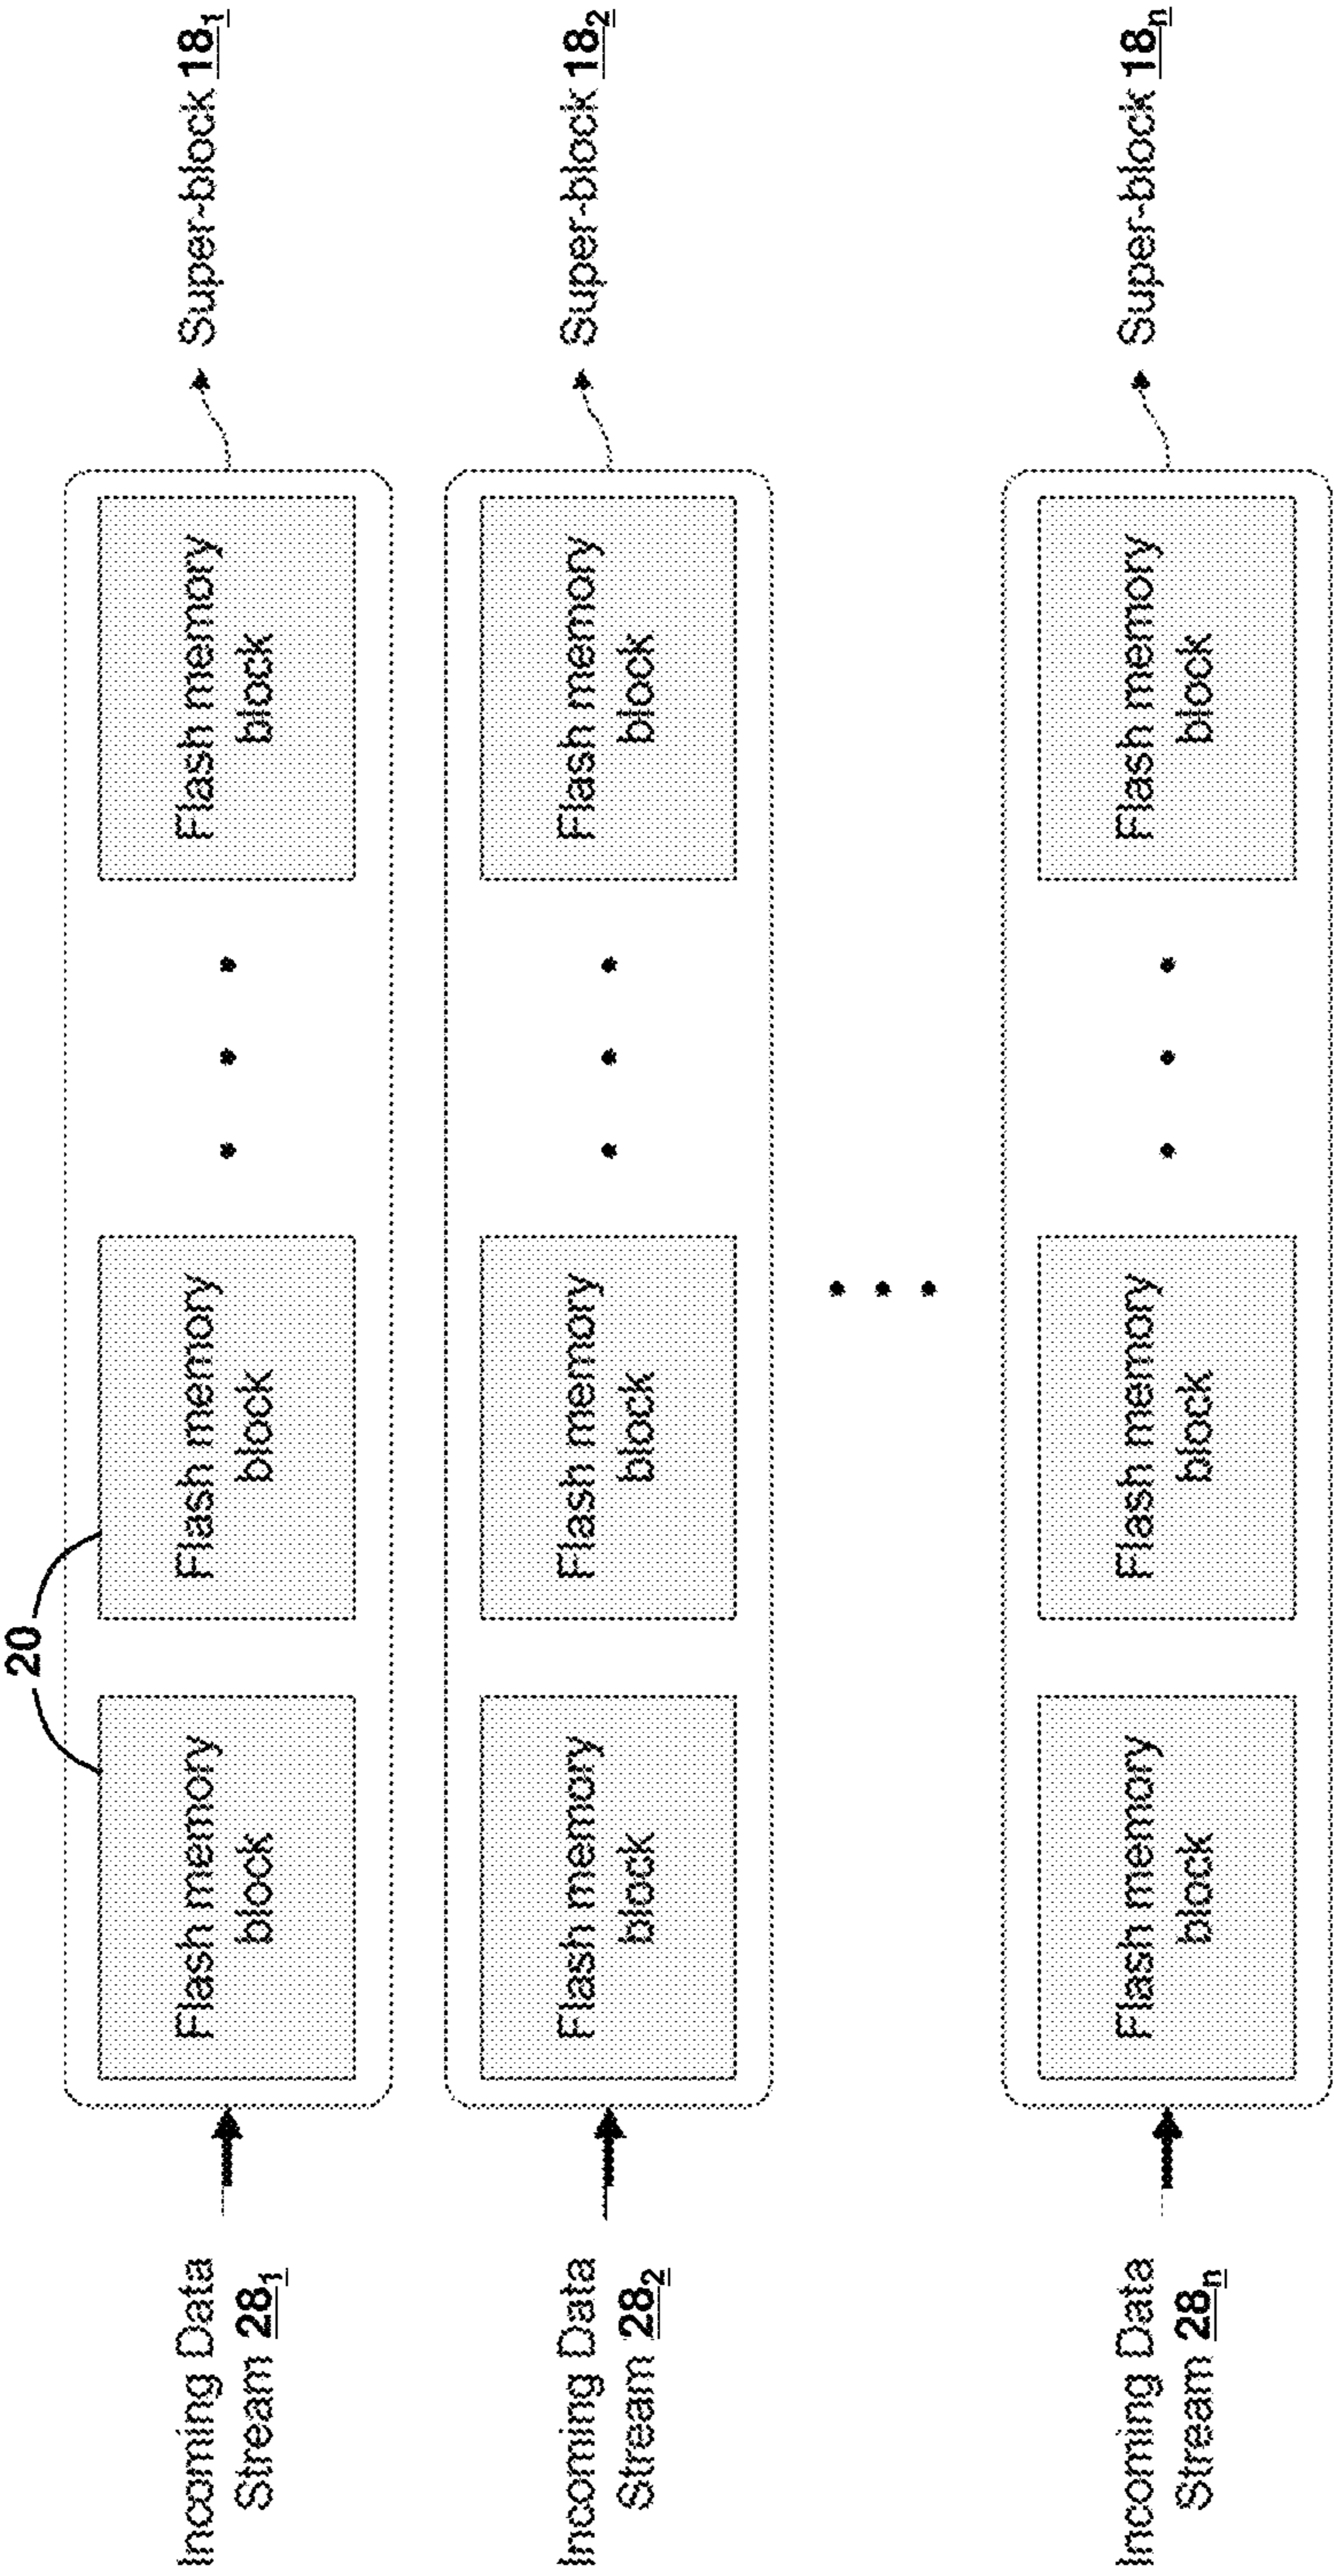 20
Incoming Data
Stream 28₁
Flash memory
block
Flash memory
block
Flash memory
block
Super-block 18₁
Incoming Data
Stream 28₂
Flash memory
block
Flash memory
block
Flash memory
block
Super-block 18₂
Incoming Data
Stream 28ₙ
Flash memory
block
Flash memory
block
Flash memory
block
Super-block 18ₙ